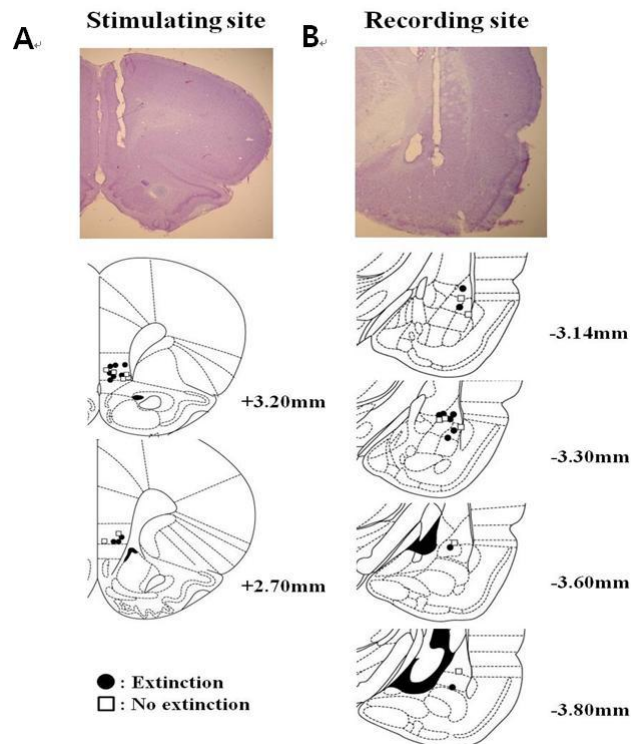 Stimulating site
Recording site
A
B
+3.20mm
+2.70mm
-3.14mm
-3.30mm
-3.60mm
-3.80mm
: Extinction
: No extinction